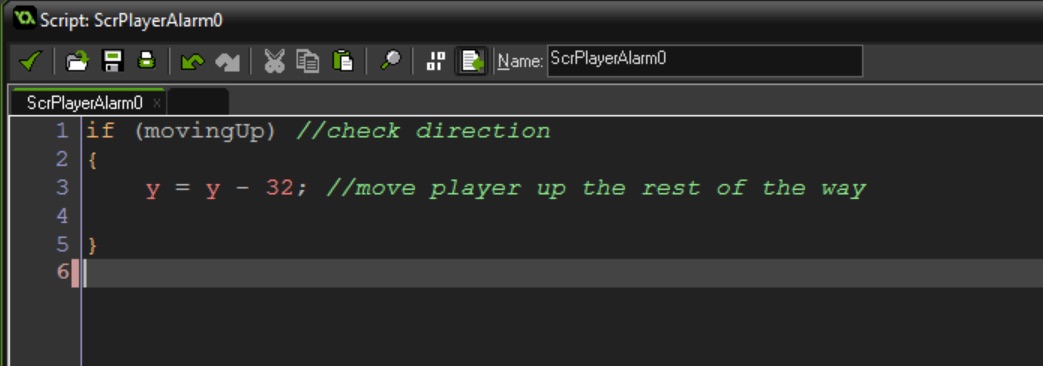 Script: ScrPlayerAlarm0
Name: ScrPlayerAlarm0
ScrPlayerAlarm0 ×
1 if (movingUp) //check direction
2 {
3 y = y - 32; //move player up the rest of the way
4
5 }
6